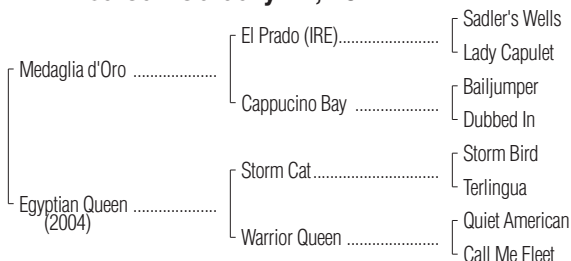 Sadler's Wells
El Prado (IRE)..........................
Lady Capulet
Medaglia d'Oro .....................
Bailjumper
Cappucino Bay .....................
Dubbed In
Storm Bird
Storm Cat................................
Terlingua
Egyptian Queen .....................
(2004)
Quiet American
Warrior Queen .......................
Call Me Fleet